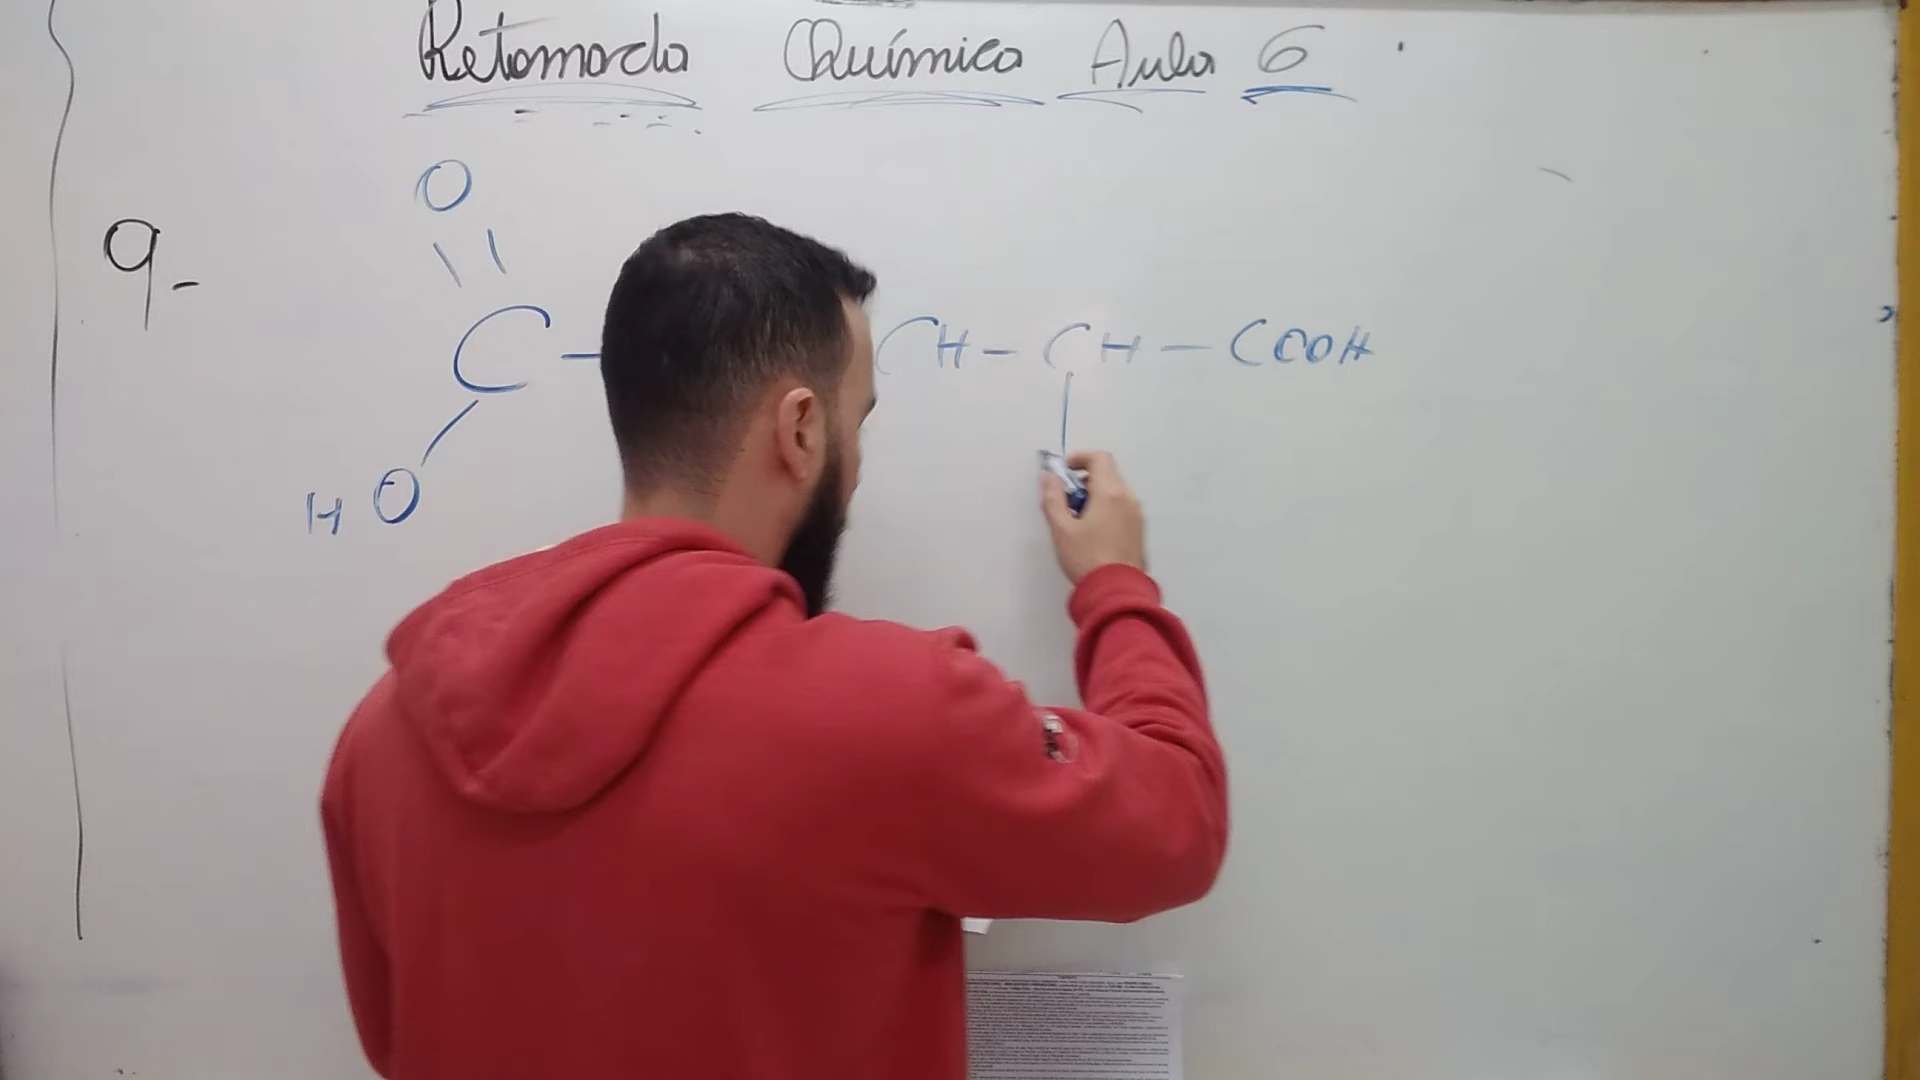 Retomada Química Aula 6
9-
O
C - CH - CH - COOH
HO